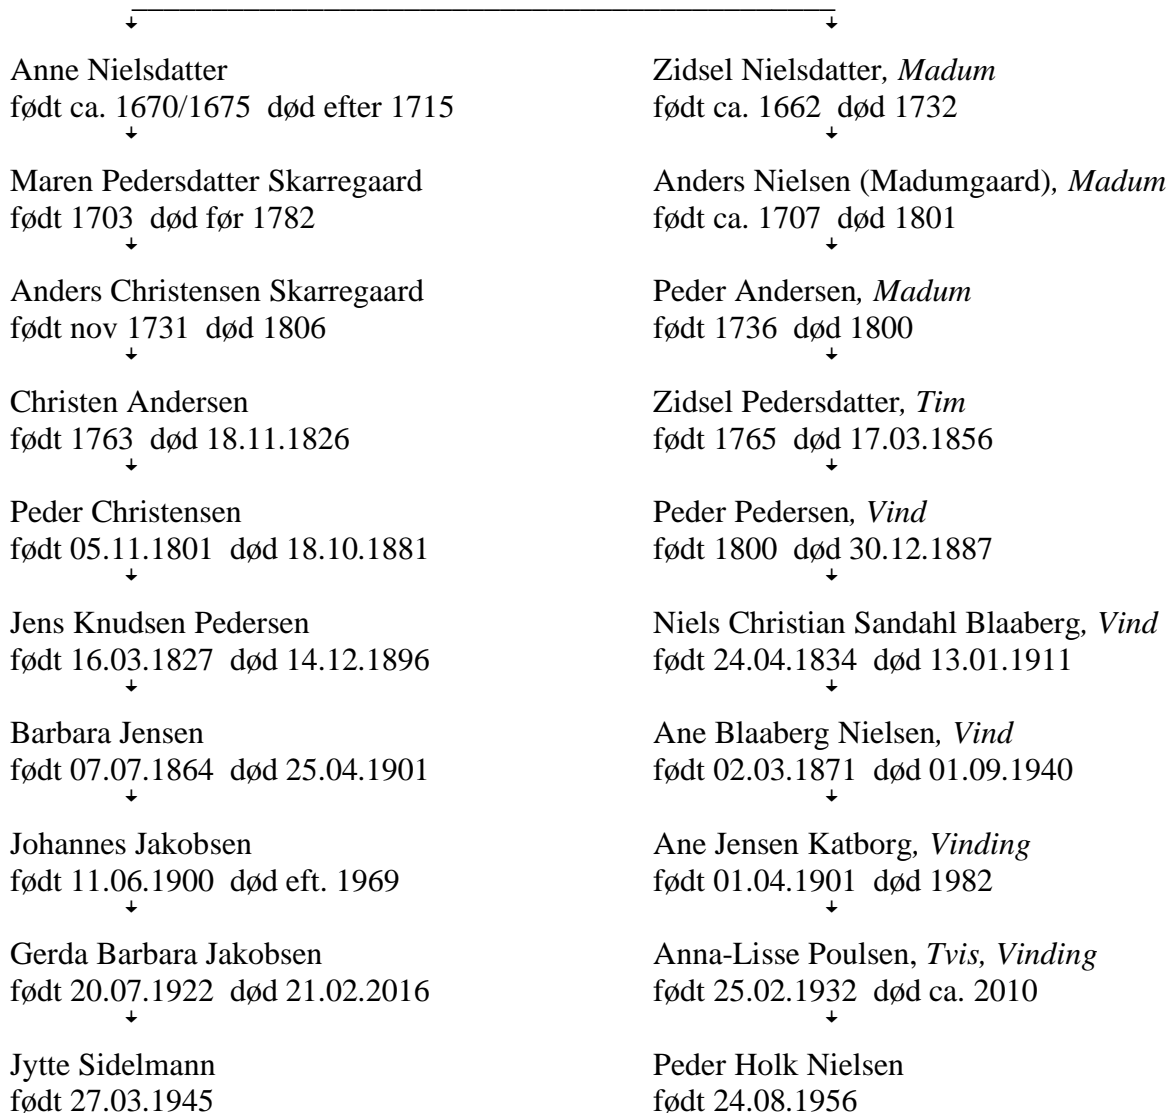 Anne Nielsdatter
født ca. 1670/1675  død efter 1715
Maren Pedersdatter Skarregaard
født 1703  død før 1782
Anders Christensen Skarregaard
født nov 1731  død 1806
Christen Andersen
født 1763  død 18.11.1826
Peder Christensen
født 05.11.1801  død 18.10.1881
Jens Knudsen Pedersen
født 16.03.1827  død 14.12.1896
Barbara Jensen
født 07.07.1864  død 25.04.1901
Johannes Jakobsen
født 11.06.1900  død eft. 1969
Gerda Barbara Jakobsen
født 20.07.1922  død 21.02.2016
Jytte Sidelmann
født 27.03.1945
Zidsel Nielsdatter, Madum
født ca. 1662  død 1732
Anders Nielsen (Madumgaard), Madum
født ca. 1707  død 1801
Peder Andersen, Madum
født 1736  død 1800
Zidsel Pedersdatter, Tim
født 1765  død 17.03.1856
Peder Pedersen, Vind
født 1800  død 30.12.1887
Niels Christian Sandahl Blaaberg, Vind
født 24.04.1834  død 13.01.1911
Ane Blaaberg Nielsen, Vind
født 02.03.1871  død 01.09.1940
Ane Jensen Katborg, Vinding
født 01.04.1901  død 1982
Anna-Lisse Poulsen, Tvis, Vinding
født 25.02.1932  død ca. 2010
Peder Holk Nielsen
født 24.08.1956